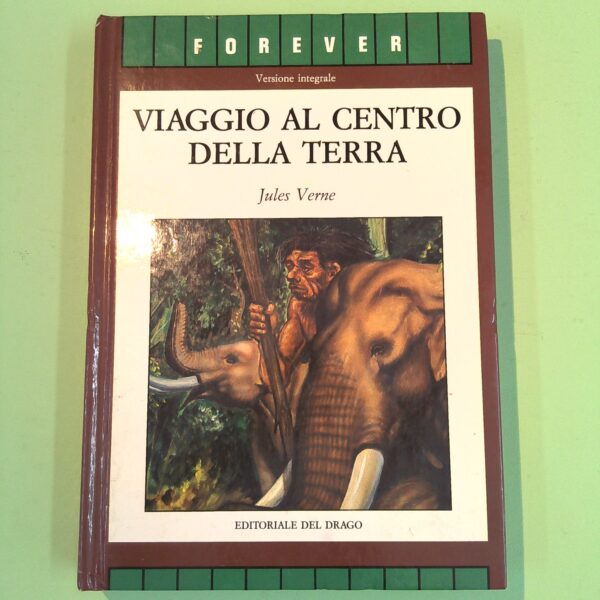 FOREVER
Versione integrale
VIAGGIO AL CENTRO
DELLA TERRA
Jules Verne
EDITORIALE DEL DRAGO